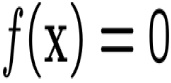 f(x) = 0